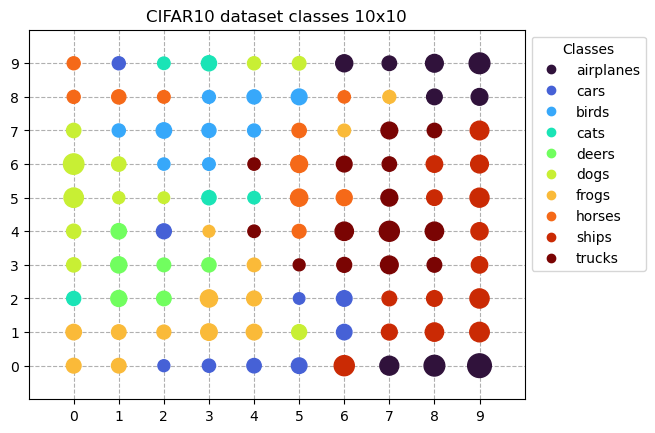 CIFAR10 dataset classes 10x10
9
8
7
6
5
4
3
2
1
0
0 1 2 3 4 5 6 7 8 9
Classes
airplanes
cars
birds
cats
deers
dogs
frogs
horses
ships
trucks